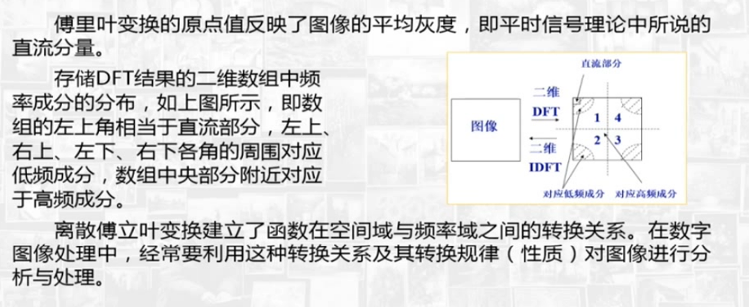 傅里叶变换的原点值反映了图像的平均灰度，即平时信号理论中所说的
直流分量。
存储DFT结果的二维数组中频
率成分的分布，如上图所示，即数
组的左上角相当于直流部分，左上、
右上、左下、右下各角的周围对应
低频成分，数组中央部分附近对应
于高频成分。
直流部分
二维
DFT
图像
1 4
2 3
二维
IDFT
对应低频成分 对应高频成分
离散傅立叶变换建立了函数在空间域与频率域之间的转换关系。在数字
图像处理中，经常要利用这种转换关系及其转换规律（性质）对图像进行分
析与处理。